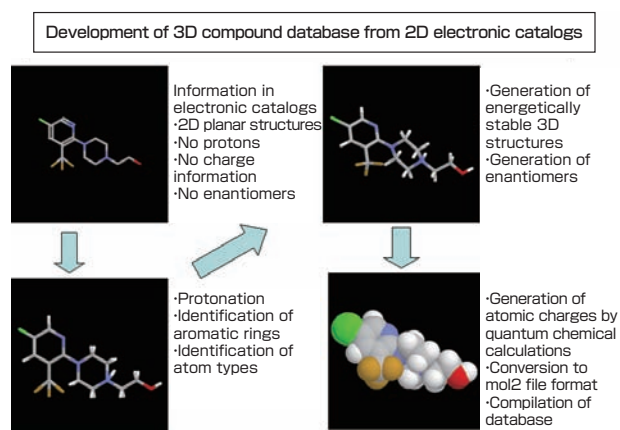 Development of 3D compound database from 2D electronic catalogs
Information in
electronic catalogs
·2D planar structures
·No protons
·No charge
information
·No enantiomers
·Protonation
·Identification of
aromatic rings
·Identification of
atom types
·Generation of
energetically
stable 3D
structures
·Generation of
enantiomers
·Generation of
atomic charges by
quantum chemical
calculations
·Conversion to
mol2 file format
·Compilation of
database